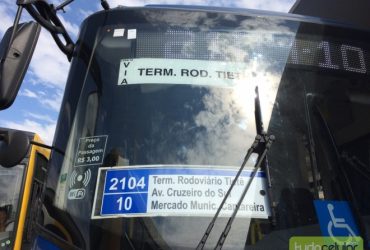 :10
VIA
TERM. ROD. TIETÊ
Preço da
Passagem
R$ 3,00
2104
10
Term. Rodoviário Tietê
Av. Cruzeiro do Sul
Mercado Munic. Cantareira
tudocelular